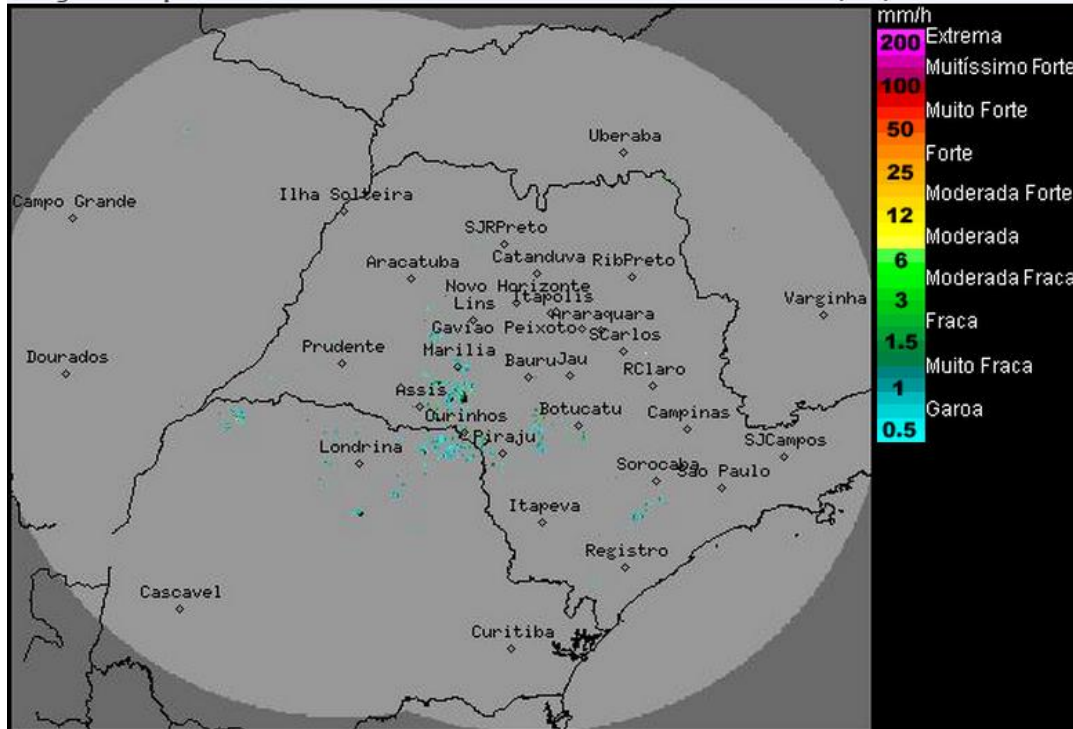 mm/h
200 Extrema
Muitíssimo Forte
100
Muito Forte
50
Forte
25
Moderada Forte
12
Moderada
6
Moderada Fraca
3
Fraca
1.5
Muito Fraca
1
Garoa
0.5
Uberaba
Campo Grande
Ilha Solteira
SJRPreto
Aracatuba
Catanduva
RibPreto
Novo Horizonte
Lins
Itapolis
Araraquara
Varginha
Gaviao Peixoto
SCarlos
Dourados
Prudente
Marilia
Bauru
Jau
RClaro
Assis
Ourinhos
Botucatu
Campinas
Londrina
Piraju
SJCampos
Sorocaba
Sao Paulo
Itapeva
Registro
Cascavel
Curitiba